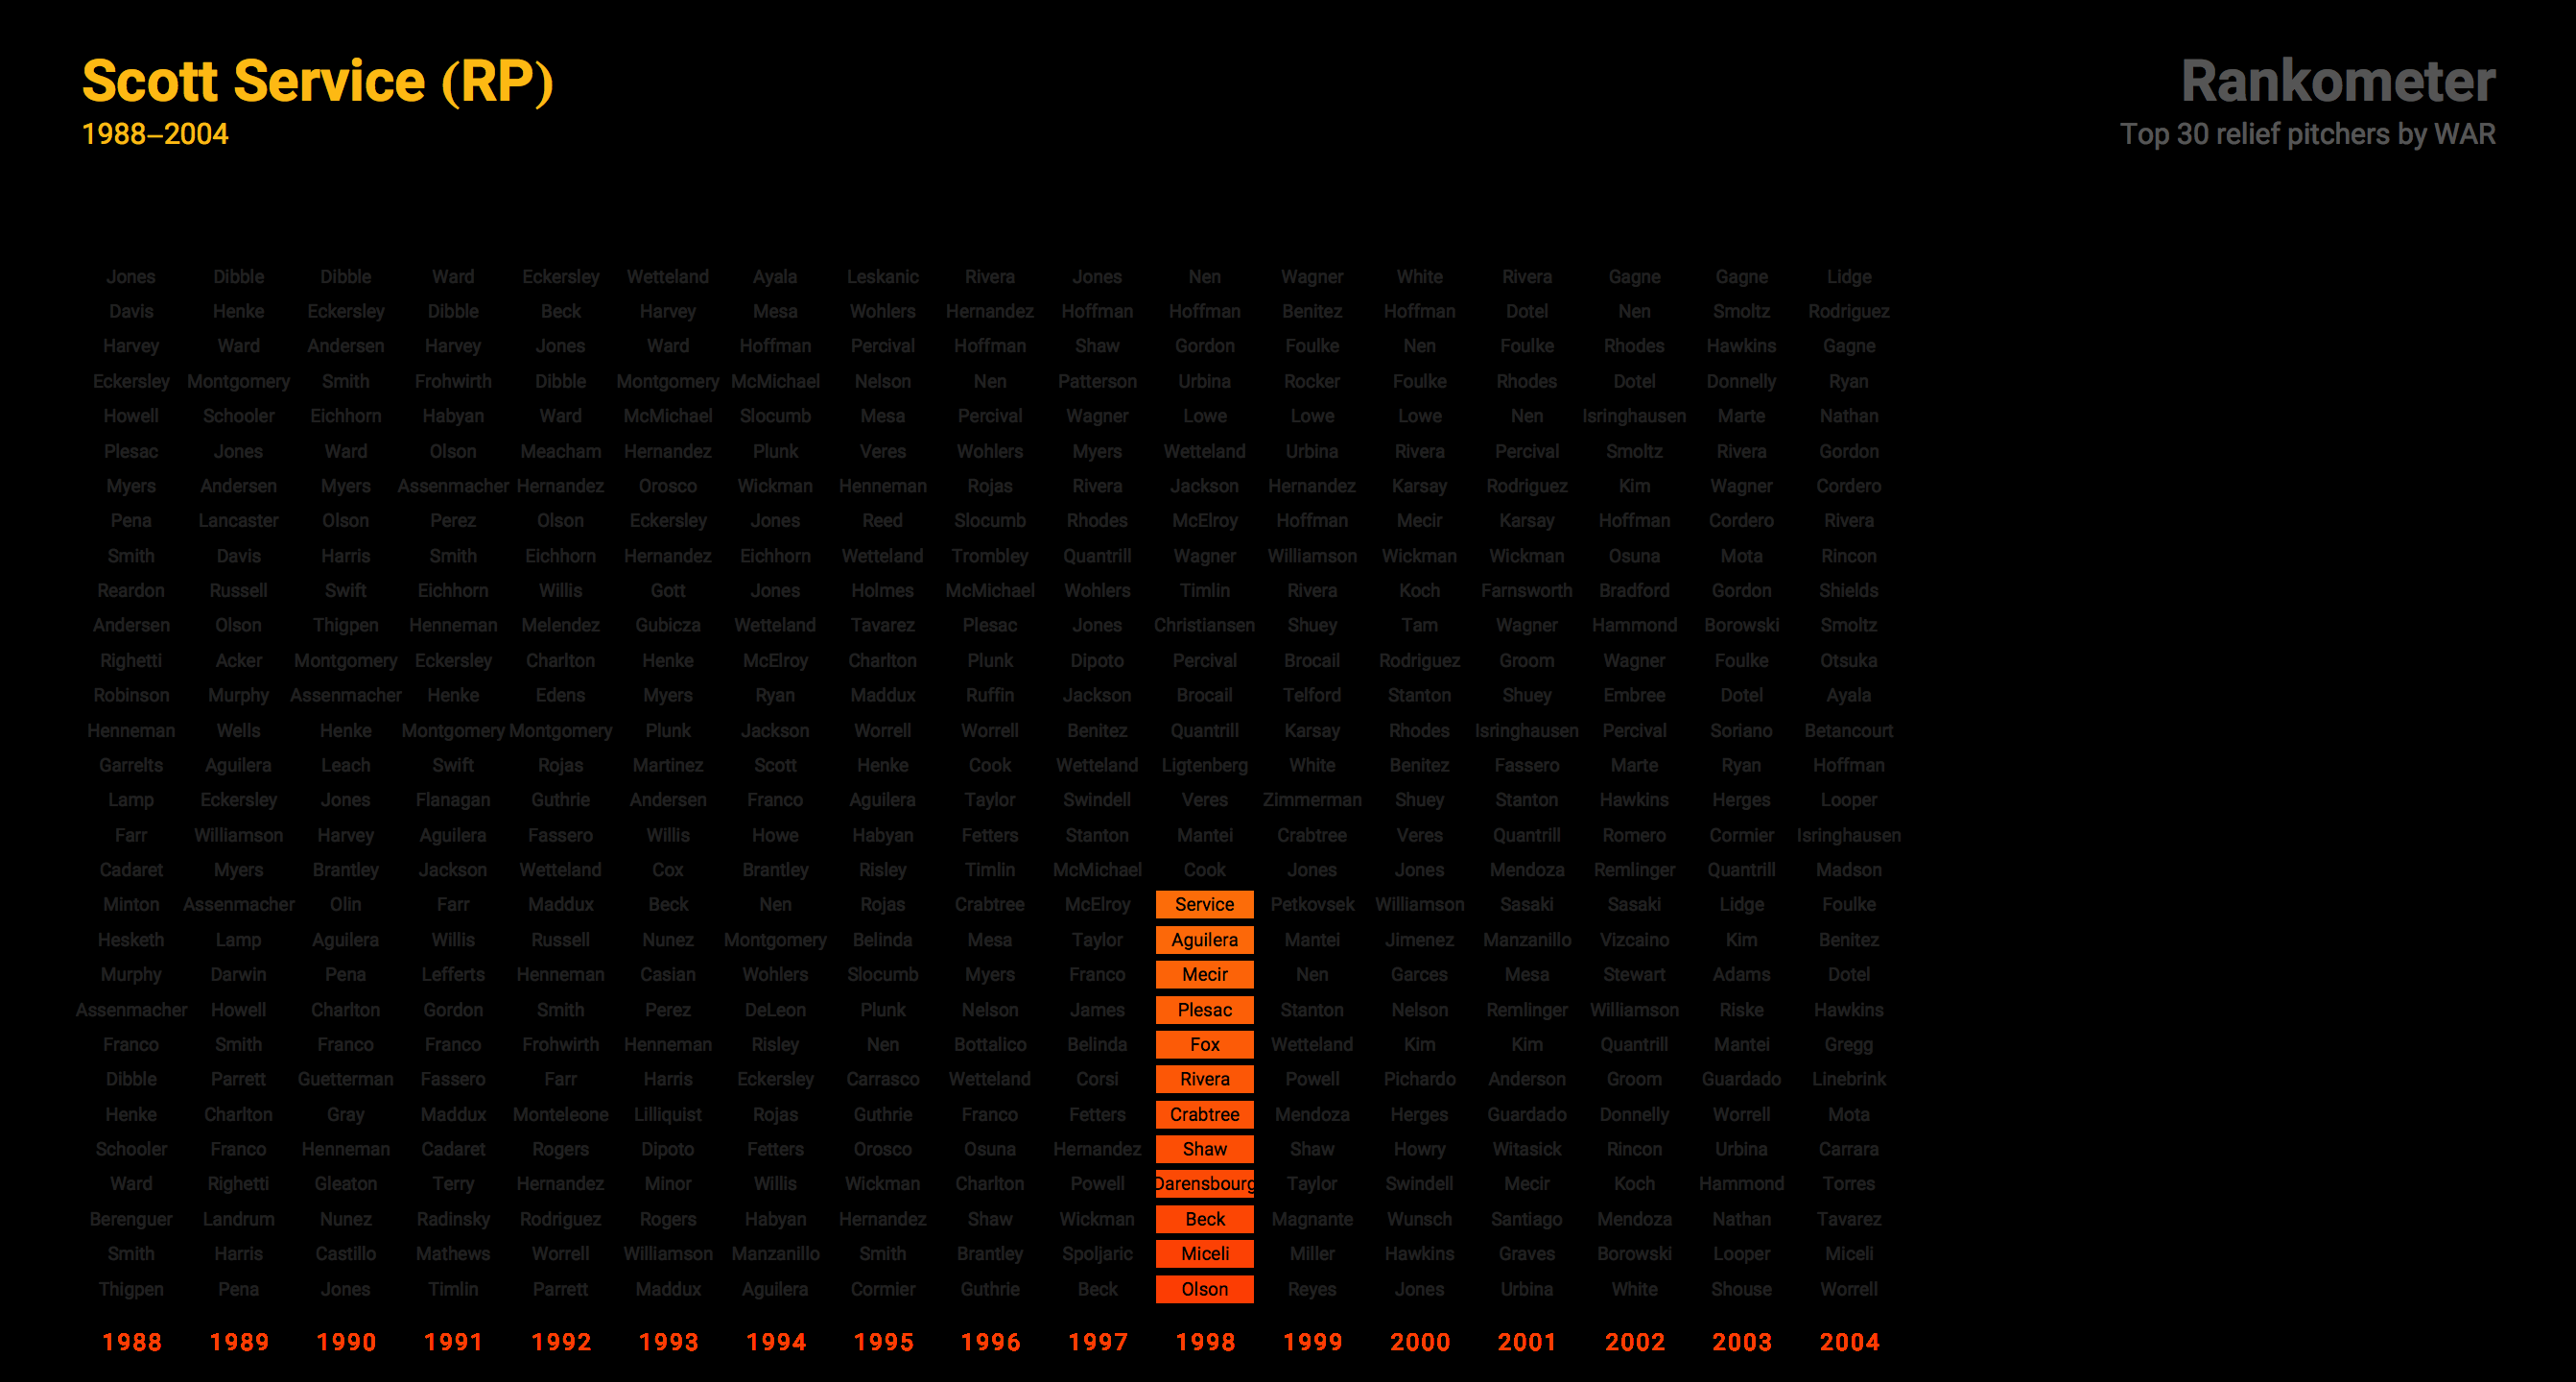 Scott Service (RP)
1988–2004
Rankometer
Top 30 relief pitchers by WAR
Jones Dibble Dibble Ward Eckersley Wetteland Ayala Leskanic Rivera Jones Nen Wagner White Rivera Gagne Gagne Lidge
Davis Henke Eckersley Dibble Beck Harvey Mesa Wohlers Hernandez Hoffman Hoffman Benitez Hoffman Dotel Nen Smoltz Rodriguez
Harvey Ward Andersen Harvey Jones Ward Hoffman Percival Hoffman Shaw Gordon Foulke Nen Foulke Rhodes Hawkins Gagne
Eckersley Montgomery Smith Frohwirth Dibble Montgomery McMichael Nelson Nen Patterson Urbina Rocker Foulke Rhodes Dotel Donnelly Ryan
Howell Schooler Eichhorn Habyan Ward McMichael Slocumb Mesa Percival Wagner Lowe Lowe Lowe Nen Isringhausen Marte Nathan
Plesac Jones Ward Olson Meacham Hernandez Plunk Veres Wohlers Myers Wetteland Urbina Rivera Percival Smoltz Rivera Gordon
Myers Andersen Myers Assenmacher Hernandez Orosco Wickman Henneman Rojas Rivera Jackson Hernandez Karsay Rodriguez Kim Wagner Cordero
Pena Lancaster Olson Perez Olson Eckersley Jones Reed Slocumb Rhodes McElroy Hoffman Mecir Karsay Hoffman Cordero Rivera
Smith Davis Harris Smith Eichhorn Hernandez Eichhorn Wetteland Trombley Quantrill Wagner Williamson Wickman Wickman Osuna Mota Rincon
Reardon Russell Swift Eichhorn Willis Gott Jones Holmes McMichael Wohlers Timlin Rivera Koch Farnsworth Bradford Gordon Shields
Andersen Olson Thigpen Henneman Melendez Gubicza Wetteland Tavarez Plesac Jones Christiansen Shuey Tam Wagner Hammond Borowski Smoltz
Righetti Acker Montgomery Eckersley Charlton Henke McElroy Charlton Plunk Dipoto Percival Brocail Rodriguez Groom Wagner Foulke Otsuka
Robinson Murphy Assenmacher Henke Edens Myers Ryan Maddux Ruffin Jackson Brocail Telford Stanton Shuey Embree Dotel Ayala
Henneman Wells Henke Montgomery Montgomery Plunk Jackson Worrell Worrell Benitez Quantrill Karsay Rhodes Isringhausen Percival Soriano Betancourt
Garrelts Aguilera Leach Swift Rojas Martinez Scott Henke Cook Wetteland Ligtenberg White Benitez Fassero Marte Ryan Hoffman
Lamp Eckersley Jones Flanagan Guthrie Andersen Franco Aguilera Taylor Swindell Veres Zimmerman Shuey Stanton Hawkins Herges Looper
Farr Williamson Harvey Aguilera Fassero Willis Howe Habyan Fetters Stanton Mantei Crabtree Veres Quantrill Romero Cormier Isringhausen
Cadaret Myers Brantley Jackson Wetteland Cox Brantley Risley Timlin McMichael Cook Jones Jones Mendoza Remlinger Quantrill Madson
Minton Assenmacher Olin Farr Maddux Beck Nen Rojas Crabtree McElroy Service Petkovsek Williamson Sasaki Sasaki Lidge Foulke
Hesketh Lamp Aguilera Willis Russell Nunez Montgomery Belinda Mesa Taylor Aguilera Mantei Jimenez Manzanillo Vizcaino Kim Benitez
Murphy Darwin Pena Lefferts Henneman Casian Wohlers Slocumb Myers Franco Mecir Nen Garces Mesa Stewart Adams Dotel
Assenmacher Howell Charlton Gordon Smith Perez DeLeon Plunk Nelson James Plesac Stanton Nelson Remlinger Williamson Riske Hawkins
Franco Smith Franco Franco Frohwirth Henneman Risley Nen Bottalico Belinda Fox Wetteland Kim Kim Quantrill Mantei Gregg
Dibble Parrett Guetterman Fassero Farr Harris Eckersley Carrasco Wetteland Corsi Rivera Powell Pichardo Anderson Groom Guardado Linebrink
Henke Charlton Gray Maddux Monteleone Lilliquist Rojas Guthrie Franco Fetters Crabtree Mendoza Herges Guardado Donnelly Worrell Mota
Schooler Franco Henneman Cadaret Rogers Dipoto Fetters Orosco Osuna Hernandez Shaw Shaw Howry Witasick Rincon Urbina Carrara
Ward Righetti Gleaton Terry Hernandez Minor Willis Wickman Charlton Powell Darensbourg Taylor Swindell Mecir Koch Hammond Torres
Berenguer Landrum Nunez Radinsky Rodriguez Rogers Habyan Hernandez Shaw Wickman Beck Magnante Wunsch Santiago Mendoza Nathan Tavarez
Smith Harris Castillo Mathews Worrell Williamson Manzanillo Smith Brantley Spoljaric Miceli Miller Hawkins Graves Borowski Looper Miceli
Thigpen Pena Jones Timlin Parrett Maddux Aguilera Cormier Guthrie Beck Olson Reyes Jones Urbina White Shouse Worrell
1988 1989 1990 1991 1992 1993 1994 1995 1996 1997 1998 1999 2000 2001 2002 2003 2004